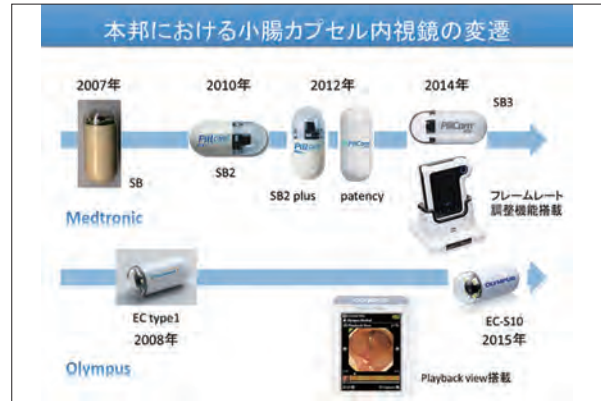 本邦における小腸カプセル内視鏡の変遷
2007年
2010年
2012年
2014年
SB
SB2
SB2 plus
patency
SB3
PillCam
フレームレート
調整機能搭載
Medtronic
OLYMPUS
EC type1
2008年
EC-S10
2015年
Playback view搭載
Olympus